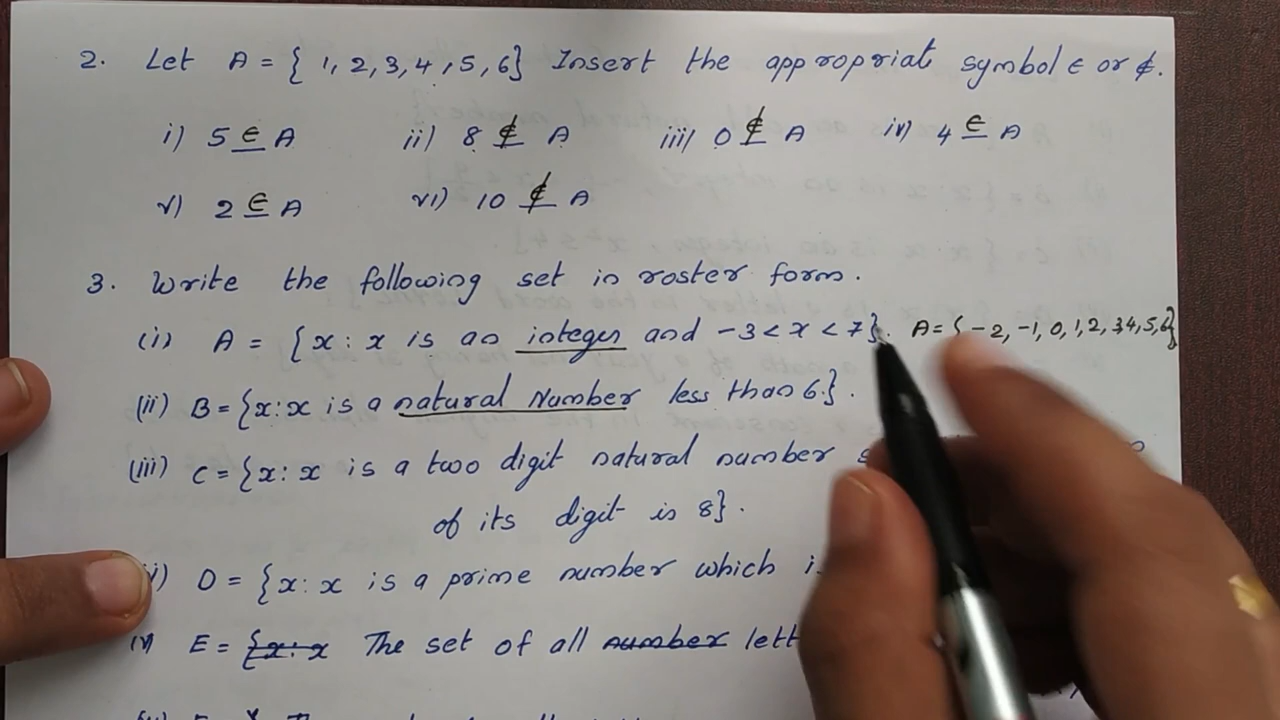 2. Let A = { 1, 2, 3, 4, 5, 6} Insert the appropriate symbol ∈ or ∉.
i) 5 ∈ A ii) 8 ∉ A iii) 0 ∉ A iv) 4 ∈ A
v) 2 ∈ A vi) 10 ∉ A
3. Write the following set in roster form.
(i) A = {x : x is an integer and -3 < x < 7}. A = {-2, -1, 0, 1, 2, 3 4, 5, 6}
(ii) B = {x : x is a natural Number less than 6}.
(iii) C = {x : x is a two digit natural number
of its digit is 8}.
D = {x : x is a prime number which
(v) E = {x : x The set of all number